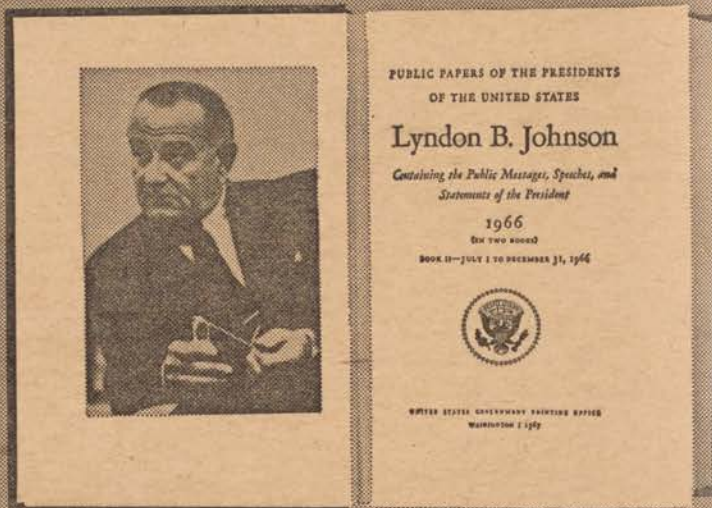 PUBLIC PAPERS OF THE PRESIDENTS
OF THE UNITED STATES
Lyndon B. Johnson
Containing the Public Messages, Speeches, and
Statements of the President
1966
(IN TWO BOOKS)
BOOK II—JULY 1 TO DECEMBER 31, 1966
UNITED STATES GOVERNMENT PRINTING OFFICE
WASHINGTON : 1967